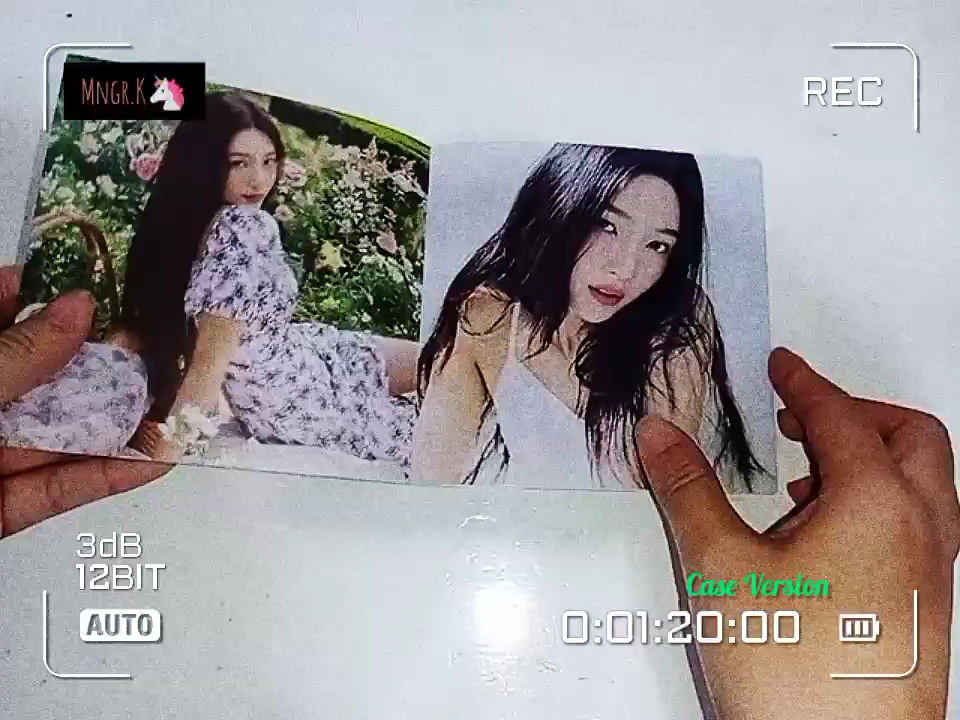 Mngr.K
REC
3dB
12BIT
AUTO
Case Version
0:01:20:00